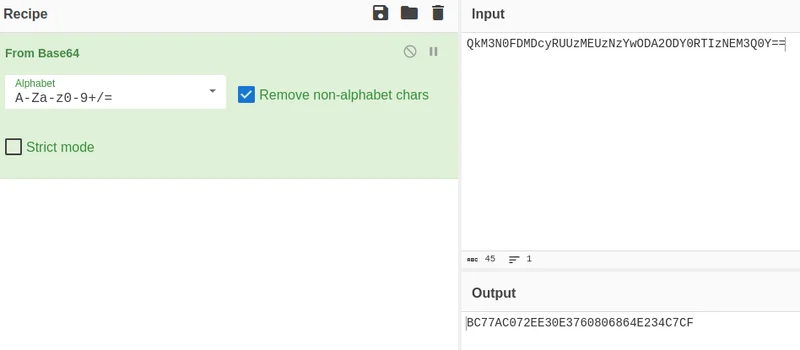 Recipe
From Base64
Alphabet
A-Za-z0-9+/=
Remove non-alphabet chars
Strict mode
Input
QkM3N0FDMDcyRUUzMEUzNzYwODA2ODY0RTIzNEM3Q0Y==
ABC 45 1
Output
BC77AC072EE30E3760806864E234C7CF